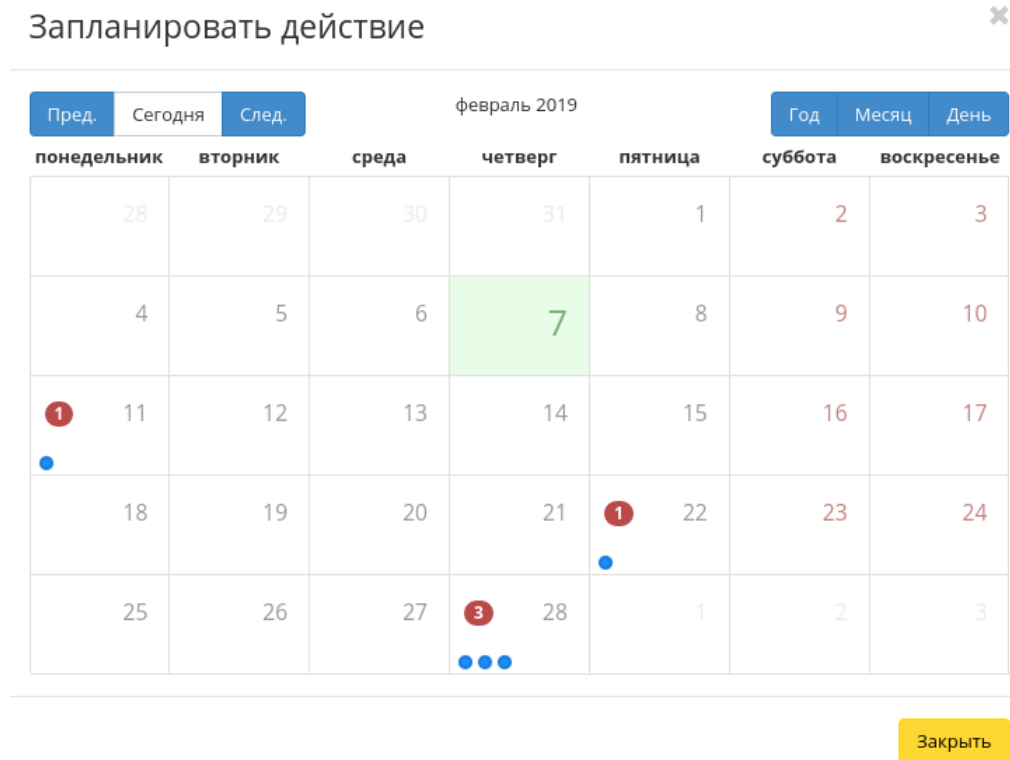 Запланировать действие ×
Пред. Сегодня След. февраль 2019 Год Месяц День
понедельник вторник среда четверг пятница суббота воскресенье
28 29 30 31 1 2 3
4 5 6 7 8 9 10
1 11 12 13 14 15 16 17
18 19 20 21 1 22 23 24
25 26 27 3 28 1 2 3
Закрыть